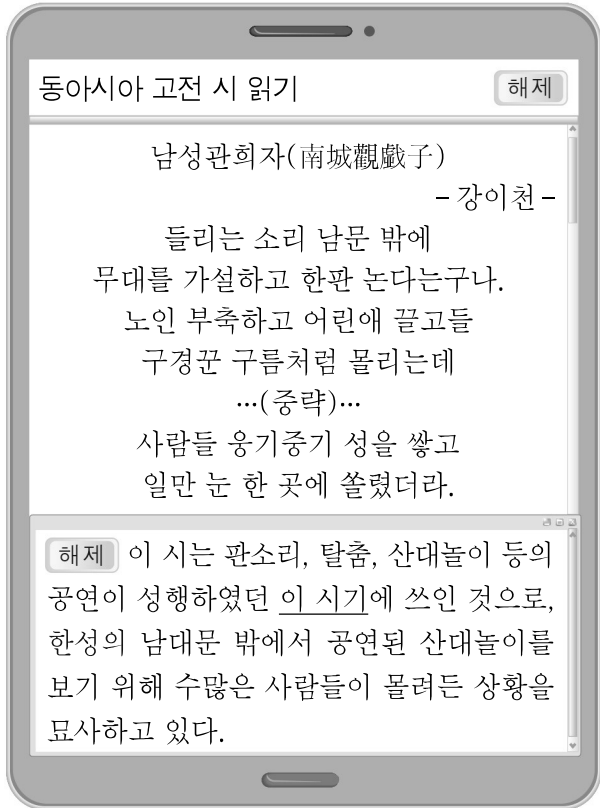 동아시아 고전 시 읽기 해제
남성관희자(南城觀戱子)
- 강이천 -
들리는 소리 남문 밖에
무대를 가설하고 한판 논다는구나.
노인 부축하고 어린애 끌고들
구경꾼 구름처럼 몰리는데
…(중략)…
사람들 웅기중기 성을 쌓고
일만 눈 한 곳에 쏠렸더라.
해제 이 시는 판소리, 탈춤, 산대놀이 등의
공연이 성행하였던 이 시기에 쓰인 것으로,
한성의 남대문 밖에서 공연된 산대놀이를
보기 위해 수많은 사람들이 몰려든 상황을
묘사하고 있다.